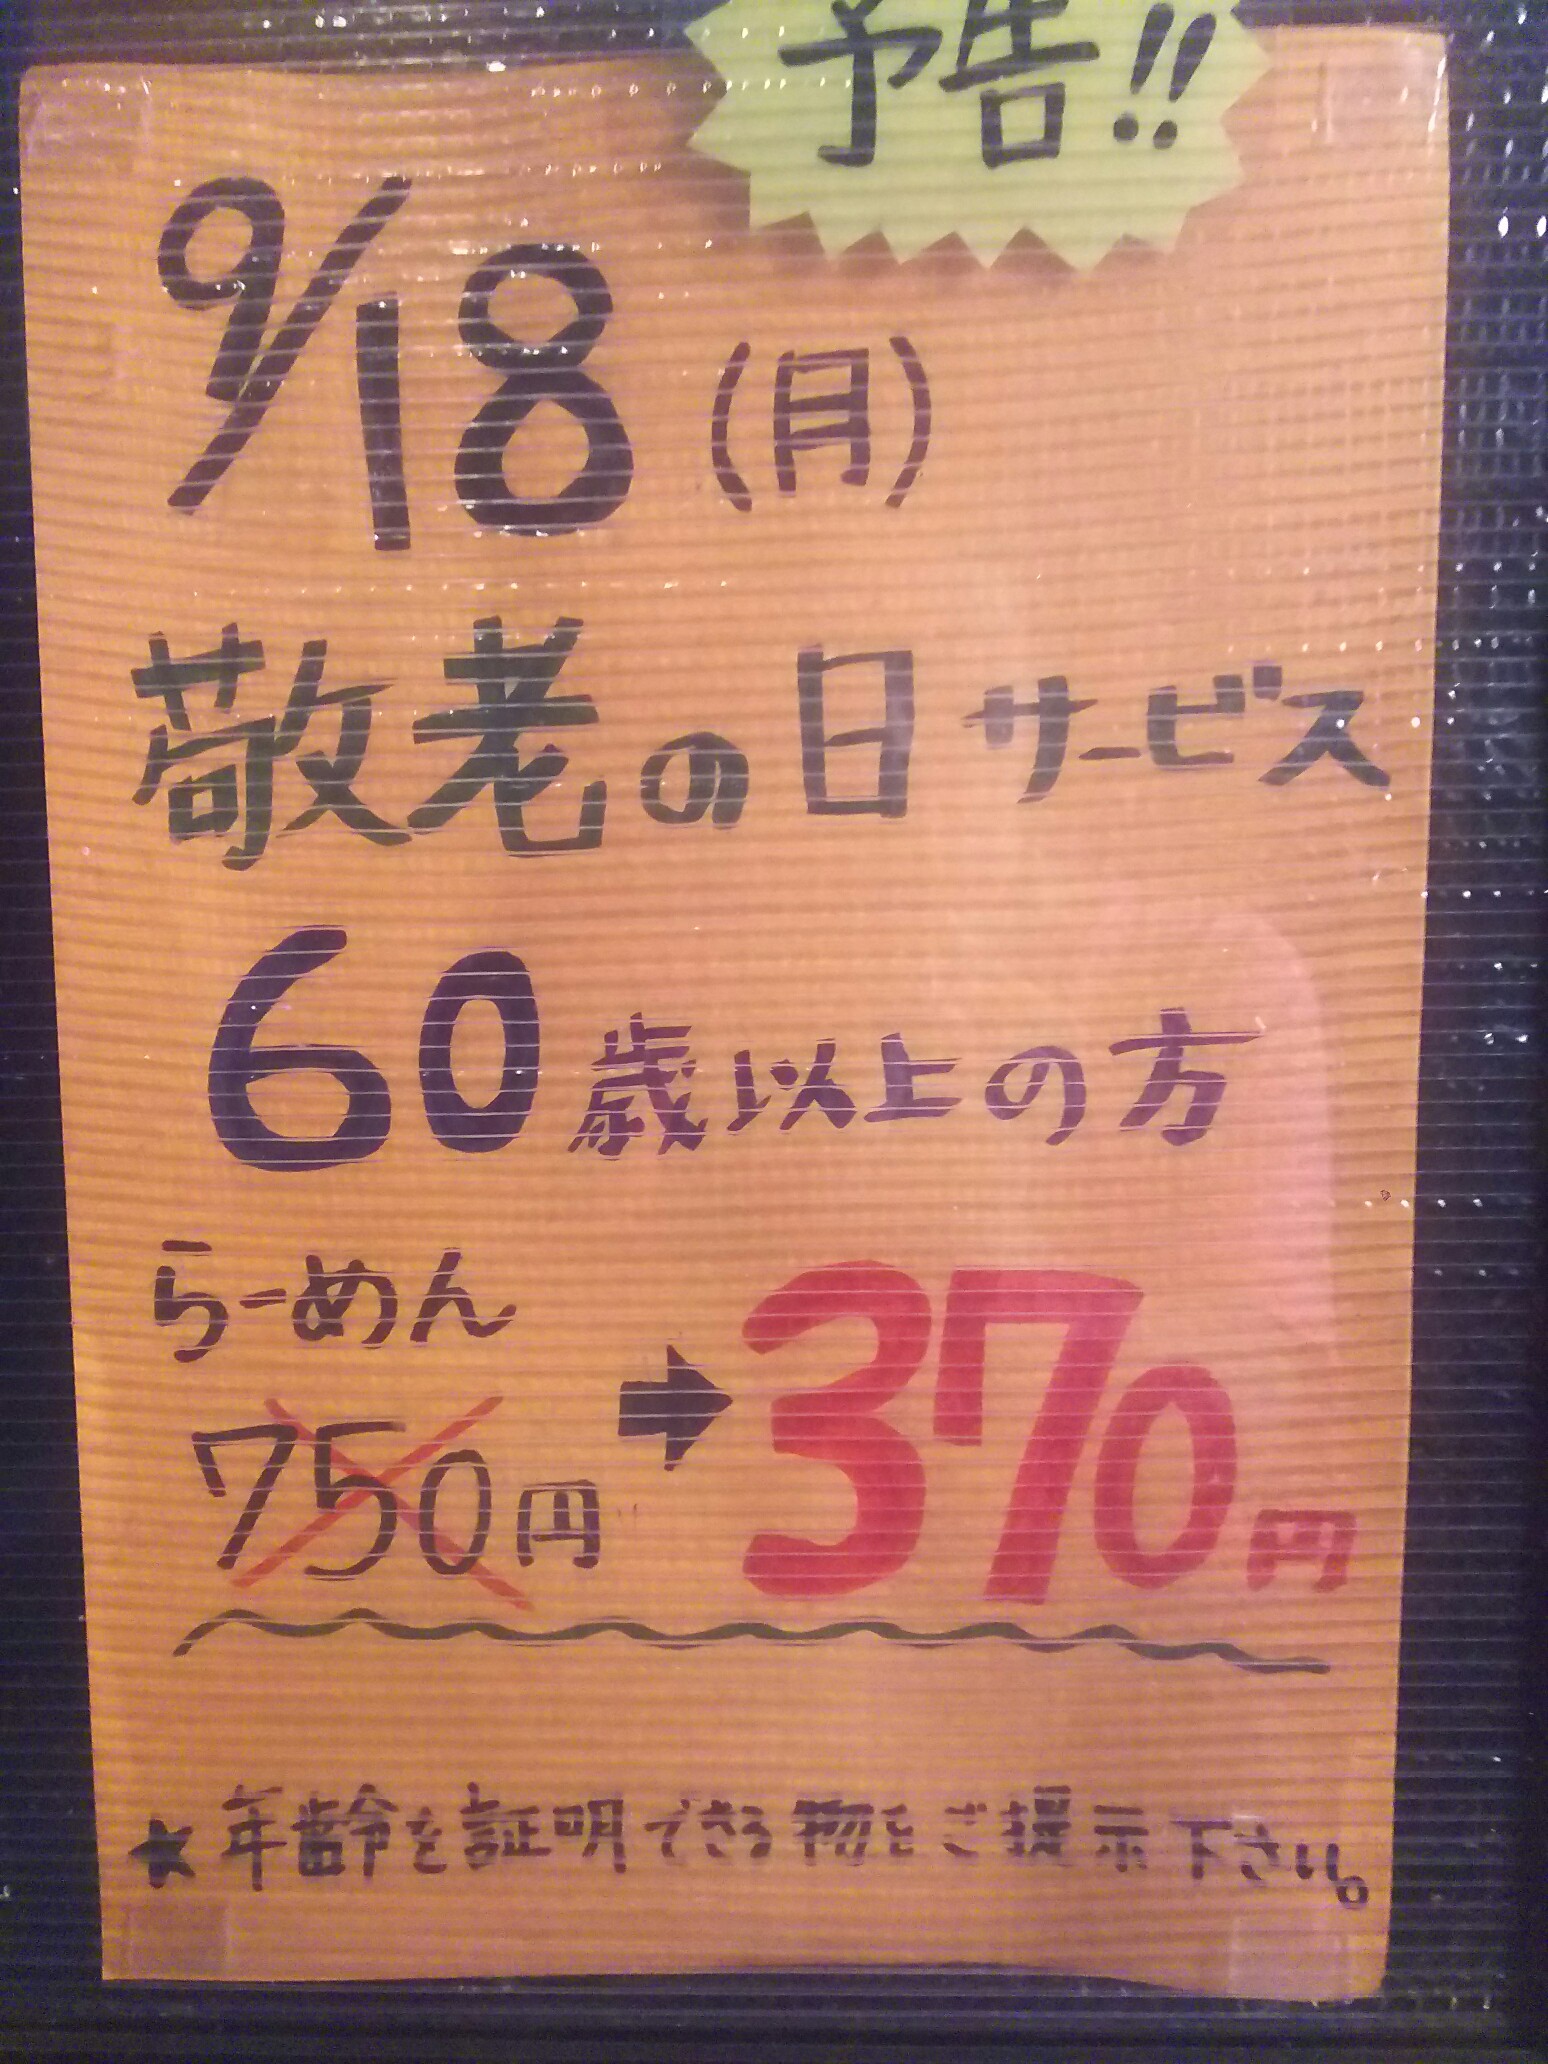 予告!!
9/18(月)
敬老の日サービス
60歳以上の方
らーめん
750円➡370円
★年齢を証明できる物をご提示下さい。